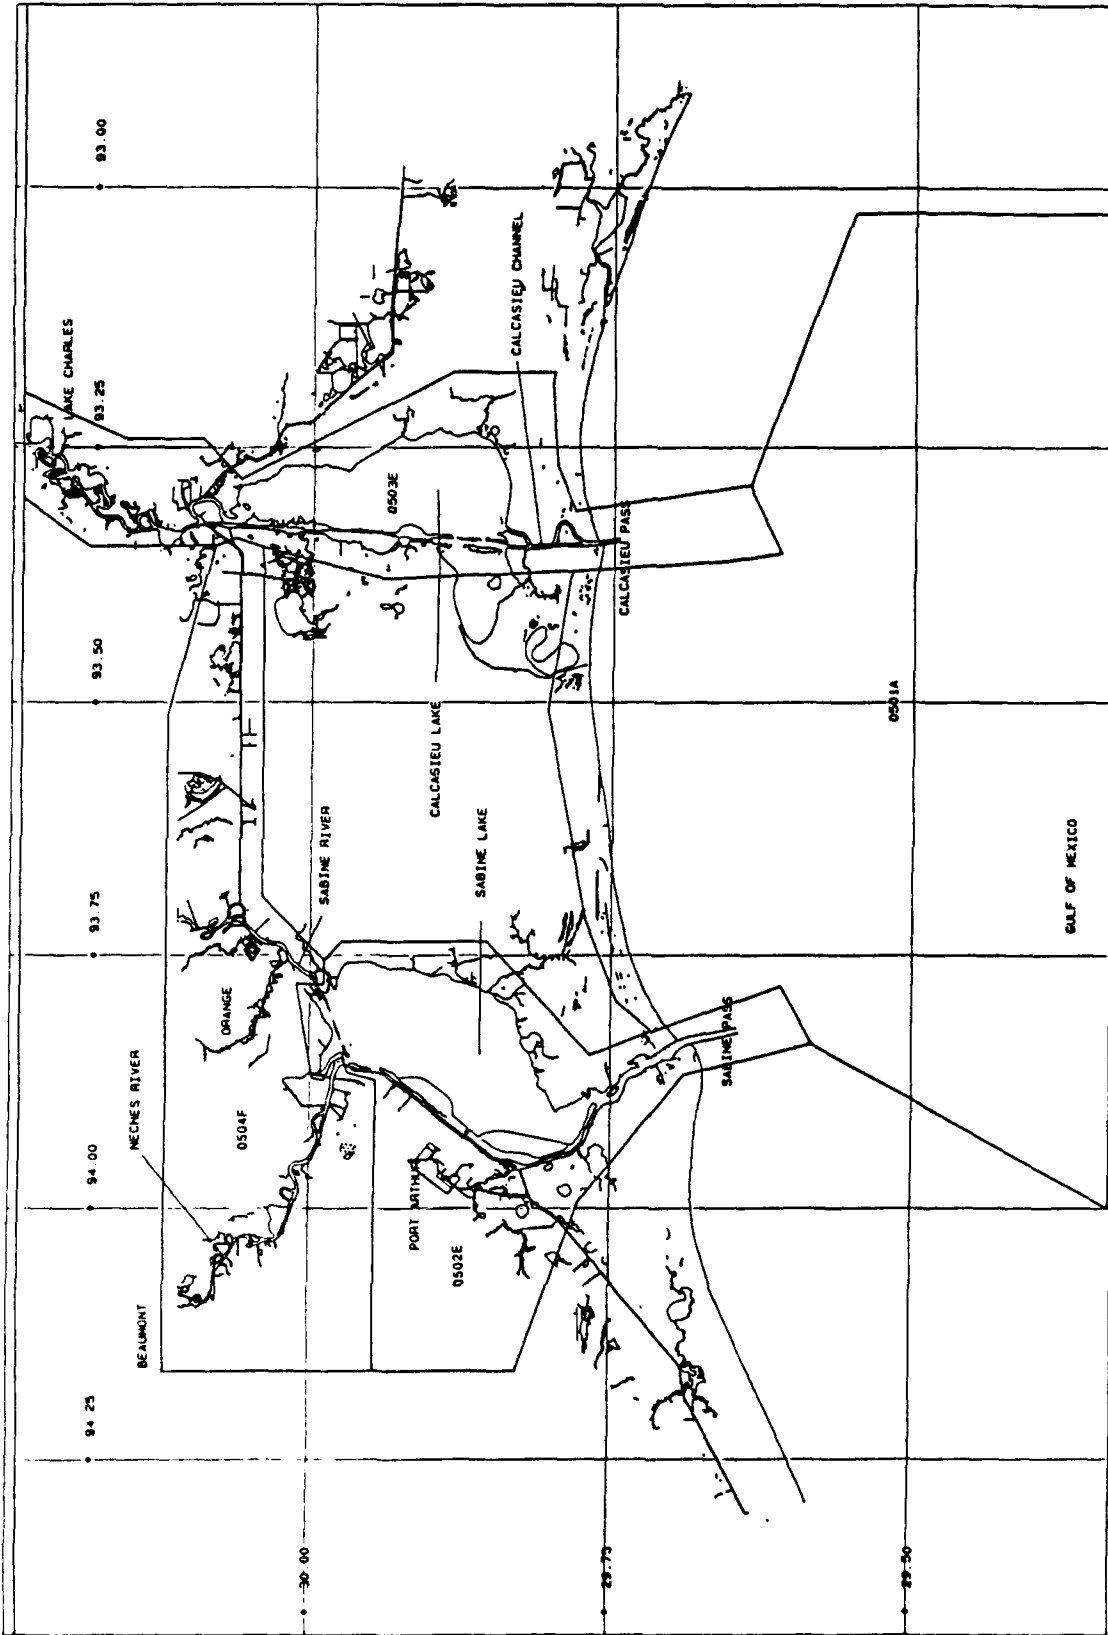 94 25
94.00
93 75
93.50
93.25
93.00
BEAUMONT
NECHES RIVER
ORANGE
0504F
SABINE RIVER
LAKE CHARLES
30.00
PORT ARTHUR
0502E
SABINE LAKE
CALCASIEU LAKE
0503E
CALCASIEU CHANNEL
29.75
SABINE PASS
CALCASIEU PASS
29.50
0501A
GULF OF MEXICO